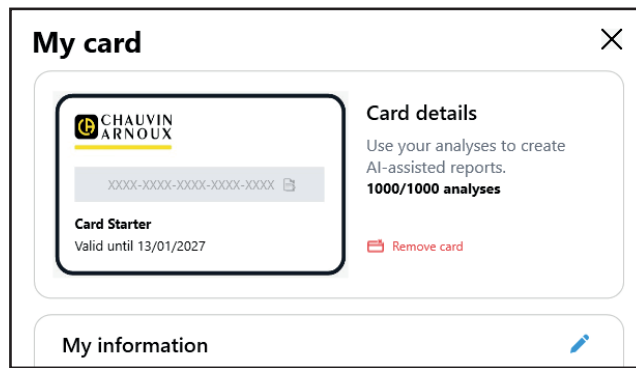 My card
CHAUVIN
ARNOUX
XXXX-XXXX-XXXX-XXXX-XXXX
Card Starter
Valid until 13/01/2027
Card details
Use your analyses to create
AI-assisted reports.
1000/1000 analyses
Remove card
My information